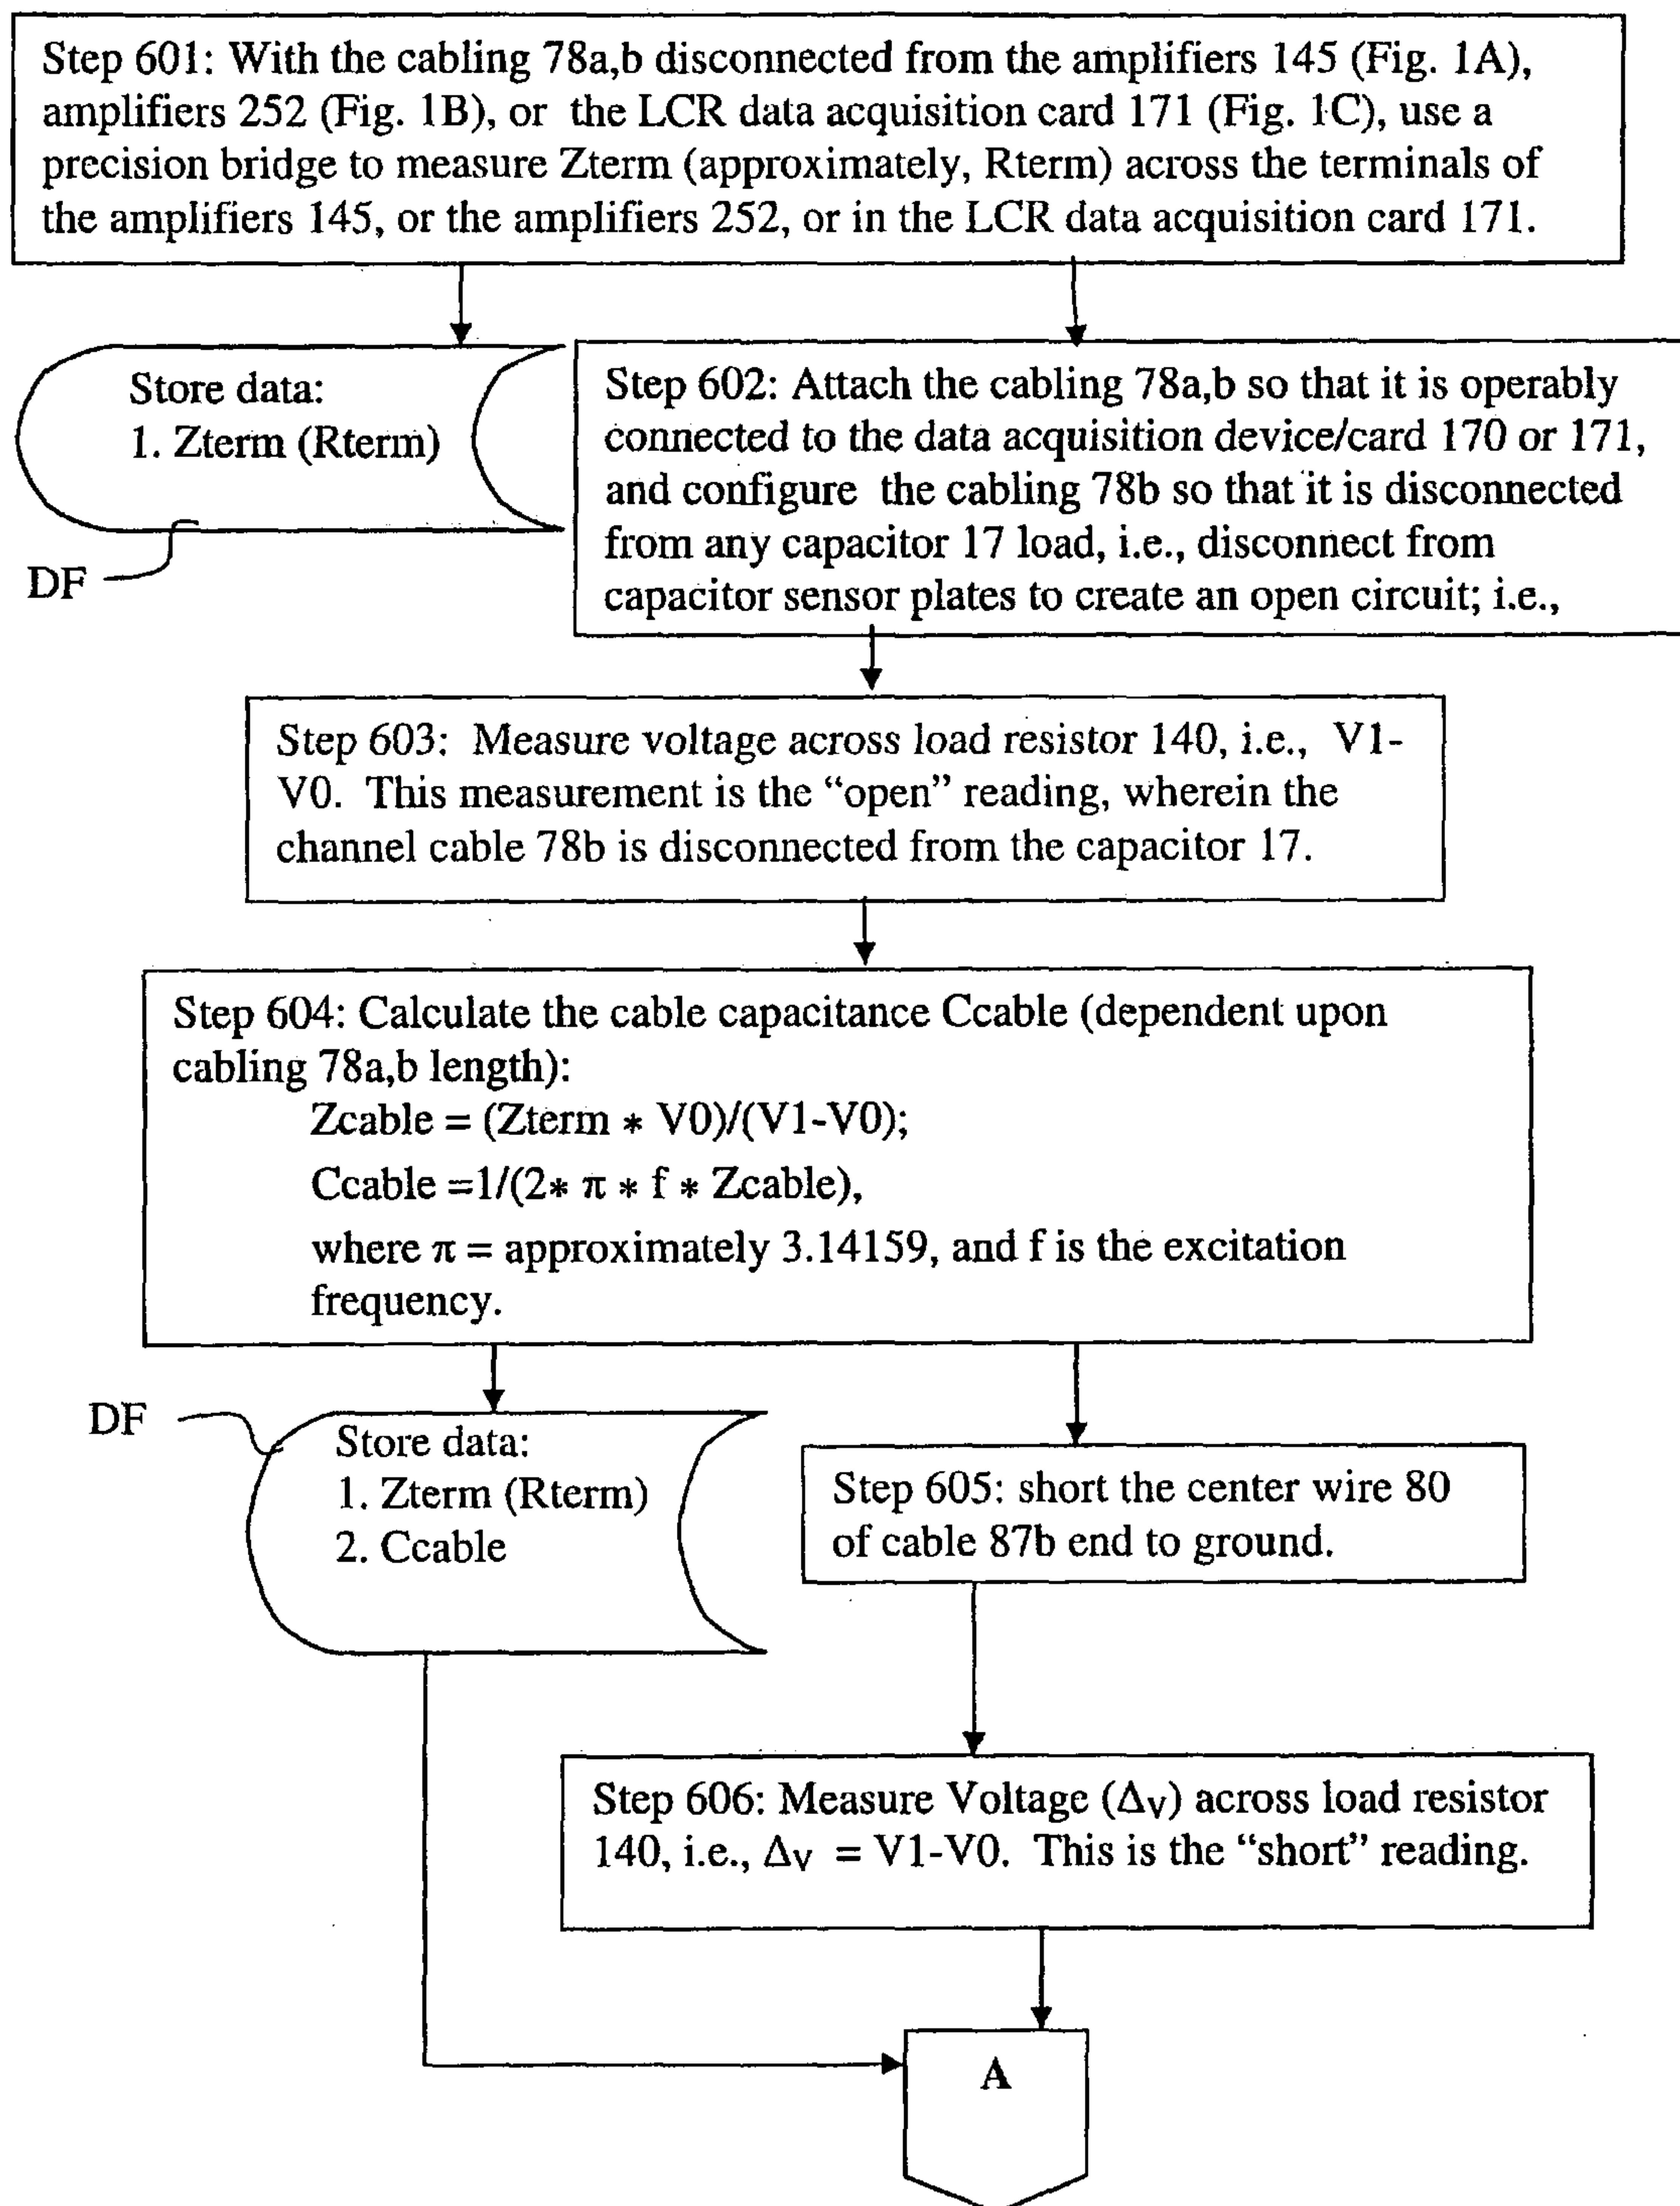 Step 601: With the cabling 78a,b disconnected from the amplifiers 145 (Fig. 1A),
amplifiers 252 (Fig. 1B), or the LCR data acquisition card 171 (Fig. 1C), use a
precision bridge to measure Zterm (approximately, Rterm) across the terminals of
the amplifiers 145, or the amplifiers 252, or in the LCR data acquisition card 171.
Store data:
1. Zterm (Rterm)
DF
Step 602: Attach the cabling 78a,b so that it is operably
connected to the data acquisition device/card 170 or 171,
and configure the cabling 78b so that it is disconnected
from any capacitor 17 load, i.e., disconnect from
capacitor sensor plates to create an open circuit; i.e.,
Step 603: Measure voltage across load resistor 140, i.e., V1-
V0. This measurement is the “open” reading, wherein the
channel cable 78b is disconnected from the capacitor 17.
Step 604: Calculate the cable capacitance Ccable (dependent upon
cabling 78a,b length):
Zcable = (Zterm * V0)/(V1-V0);
Ccable =1/(2* π * f * Zcable),
where π = approximately 3.14159, and f is the excitation
frequency.
DF
Store data:
1. Zterm (Rterm)
2. Ccable
Step 605: short the center wire 80
of cable 87b end to ground.
Step 606: Measure Voltage (Δv) across load resistor
140, i.e., Δv = V1-V0. This is the “short” reading.
A